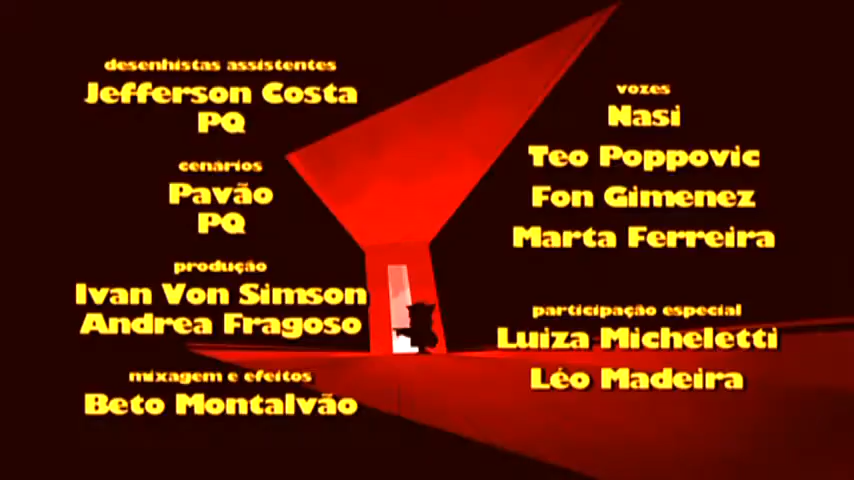 desenhistas assistentes
Jefferson Costa
PQ
cenários
Pavão
PQ
produção
Ivan Von Simson
Andrea Fragoso
mixagem e efeitos
Beto Montalvão
vozes
Nasi
Teo Poppovic
Fon Gimenez
Marta Ferreira
participação especial
Luiza Micheletti
Léo Madeira